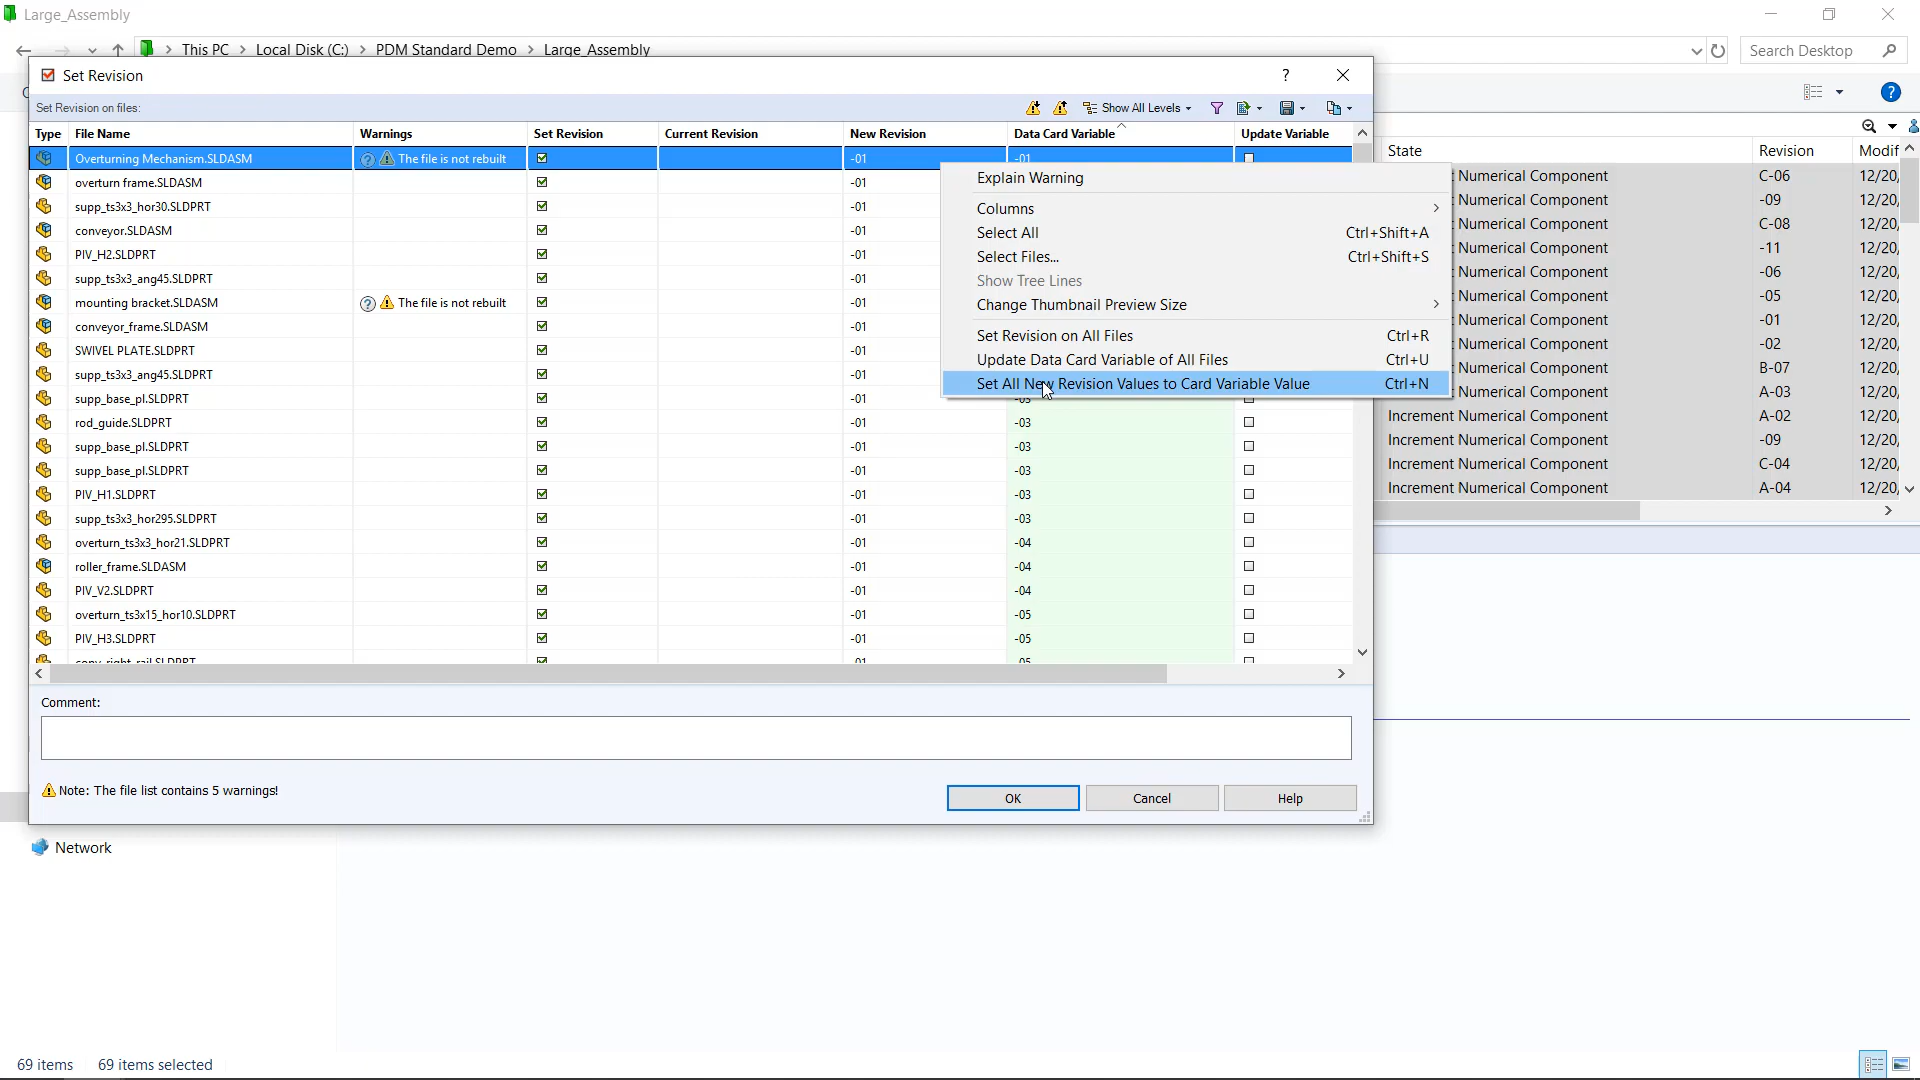 Large_Assembly
This PC > Local Disk (C:) > PDM Standard Demo > Large_Assembly
Search Desktop
Set Revision
?
Set Revision on files:
Show All Levels
Type File Name Warnings Set Revision Current Revision New Revision Data Card Variable Update Variable
Overturning Mechanism.SLDASM The file is not rebuilt -01 -01
overturn frame.SLDASM -01
supp_ts3x3_hor30.SLDPRT -01
conveyor.SLDASM -01
PIV_H2.SLDPRT -01
supp_ts3x3_ang45.SLDPRT -01
mounting bracket.SLDASM The file is not rebuilt -01
conveyor_frame.SLDASM -01
SWIVEL PLATE.SLDPRT -01
supp_ts3x3_ang45.SLDPRT -01
supp_base_pl.SLDPRT -01 -03
rod_guide.SLDPRT -01 -03
supp_base_pl.SLDPRT -01 -03
supp_base_pl.SLDPRT -01 -03
PIV_H1.SLDPRT -01 -03
supp_ts3x3_hor295.SLDPRT -01 -03
overturn_ts3x3_hor21.SLDPRT -01 -04
roller_frame.SLDASM -01 -04
PIV_V2.SLDPRT -01 -04
overturn_ts3x15_hor10.SLDPRT -01 -05
PIV_H3.SLDPRT -01 -05
conv_right_rail.SLDPRT -01 -05
Explain Warning
Columns
Select All Ctrl+Shift+A
Select Files... Ctrl+Shift+S
Show Tree Lines
Change Thumbnail Preview Size
Set Revision on All Files Ctrl+R
Update Data Card Variable of All Files Ctrl+U
Set All New Revision Values to Card Variable Value Ctrl+N
State Revision Modif
Numerical Component C-06 12/20,
Numerical Component -09 12/20,
Numerical Component C-08 12/20,
Numerical Component -11 12/20,
Numerical Component -06 12/20,
Numerical Component -05 12/20,
Numerical Component -01 12/20,
Numerical Component -02 12/20,
Numerical Component B-07 12/20,
Numerical Component A-03 12/20,
Increment Numerical Component A-02 12/20,
Increment Numerical Component -09 12/20,
Increment Numerical Component C-04 12/20,
Increment Numerical Component A-04 12/20,
Comment:
Note: The file list contains 5 warnings!
OK Cancel Help
Network
69 items 69 items selected